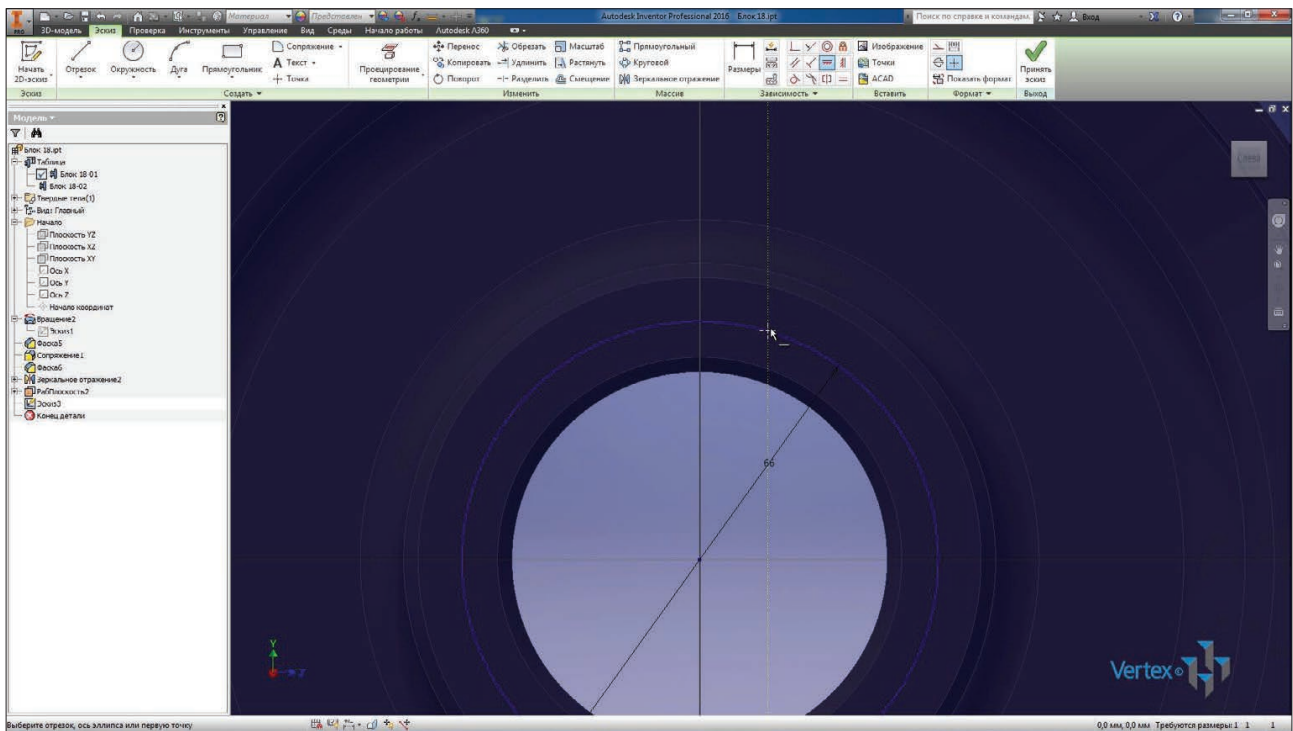 Материал
Представлен
Autodesk Inventor Professional 2016 Блок 18.ipt
Поиск по справке и командам:
Вход
PRO
3D-модель Эскиз Проверка Инструменты Управление Вид Среды Начало работы Autodesk A360
Начать 2D-эскиз
Отрезок
Окружность
Дуга
Прямоугольник
Сопряжение
Текст
Точка
Проецирование геометрии
Перенос
Копировать
Поворот
Обрезать
Удлинить
Разделить
Масштаб
Растянуть
Смещение
Прямоугольный
Круговой
Зеркальное отражение
Размеры
Изображение
Точки
ACAD
Показать формат
Принять эскиз
Эскиз Создать Изменить Массив Зависимость Вставить Формат Выход
Модель
Блок 18.ipt
Таблица
Блок 18-01
Блок 18-02
Твердые тела(1)
Вид: Главный
Начало
Плоскость YZ
Плоскость XZ
Плоскость XY
Ось X
Ось Y
Ось Z
Начало координат
Вращение2
Эскиз1
Фаска5
Сопряжение1
Фаска6
Зеркальное отражение2
РабПлоскость2
Эскиз3
Конец детали
66
Y
Vertex ©
Выберите отрезок, ось эллипса или первую точку
0,0 мм, 0,0 мм Требуются размеры: 1 1 1